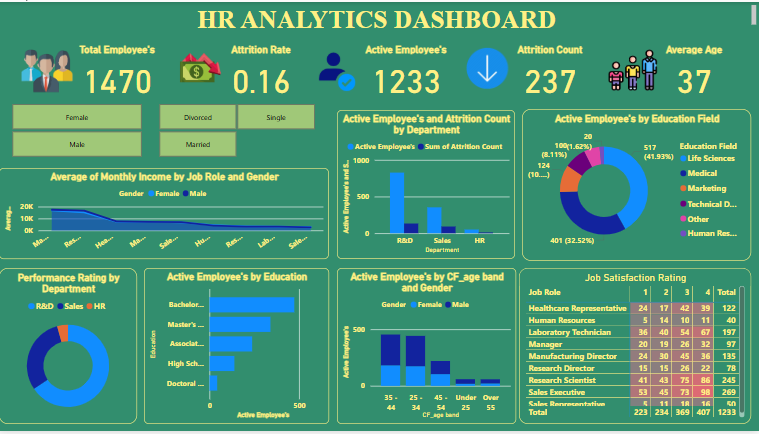 HR ANALYTICS DASHBOARD
Total Employee's
1470
Attrition Rate
0.16
Active Employee's
1233
Attrition Count
237
Average Age
37
Female
Divorced
Single
Male
Married
Average of Monthly Income by Job Role and Gender
Gender Female Male
Averag...
20K
10K
0K
Ma... Res... Hea... Ma... Sale... Hu... Res... Lab... Sale...
Active Employee's and Attrition Count
by Department
Active Employee's Sum of Attrition Count
Active Employee's and S...
1000
500
0
R&D Sales HR
Department
Active Employee's by Education Field
20
(1.62%)
100
(8.11%)
124
(10....)
517
(41.93%)
401 (32.52%)
Education Field
Life Sciences
Medical
Marketing
Technical D...
Other
Human Res...
Performance Rating by
Department
R&D Sales HR
Active Employee's by Education
Education
Bachelor...
Master's ...
Associat...
High Sch...
Doctoral ...
0 500
Active Employee's
Active Employee's by CF_age band
and Gender
Gender Female Male
Active Employee's
500
0
35 - 44
25 - 34
45 - 54
Under 25
Over 55
CF_age band
Job Satisfaction Rating
Job Role 1 2 3 4 Total
Healthcare Representative 24 17 42 39 122
Human Resources 5 14 10 11 40
Laboratory Technician 36 40 54 67 197
Manager 20 19 26 32 97
Manufacturing Director 24 30 45 36 135
Research Director 15 15 26 22 78
Research Scientist 41 43 75 86 245
Sales Executive 53 45 73 98 269
Sales Representative 5 11 18 16 50
Total 223 234 369 407 1233